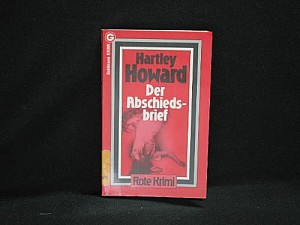 G
Hartley
Howard
Der
Abschieds-
brief
Rote Krimi